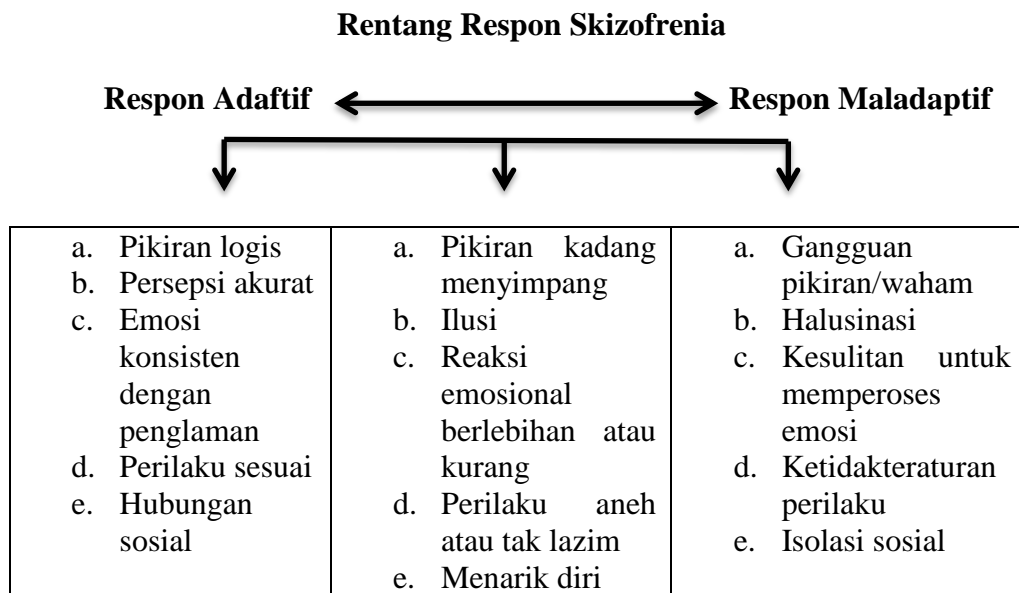 Rentang Respon Skizofrenia
Respon Adaftif Respon Maladaptif
a. Pikiran logis
b. Persepsi akurat
c. Emosi
konsisten
dengan
penglaman
d. Perilaku sesuai
e. Hubungan
sosial
a. Pikiran kadang
menyimpang
b. Ilusi
c. Reaksi
emosional
berlebihan atau
kurang
d. Perilaku aneh
atau tak lazim
e. Menarik diri
a. Gangguan
pikiran/waham
b. Halusinasi
c. Kesulitan untuk
memperoses
emosi
d. Ketidakteraturan
perilaku
e. Isolasi sosial